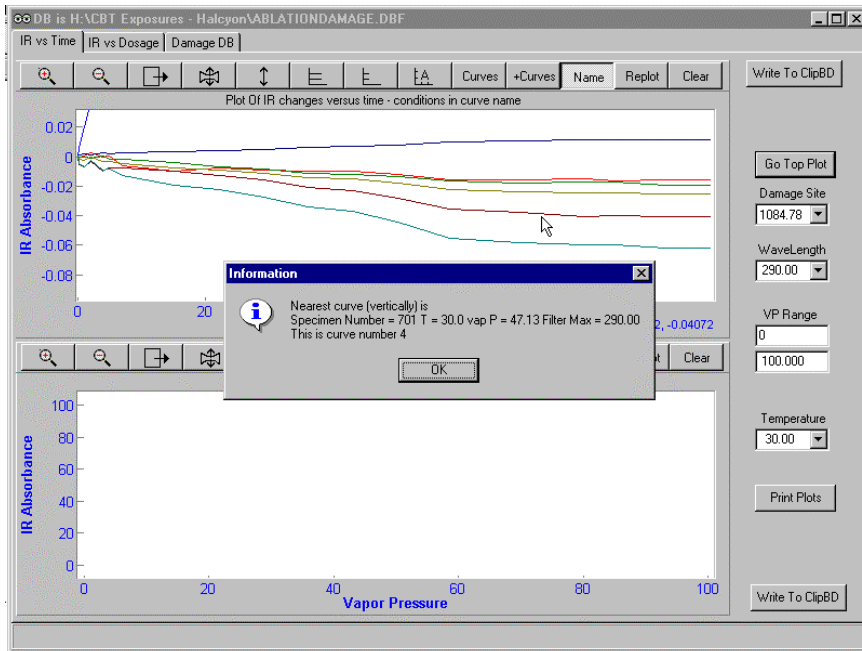 DB is H:\CBT Exposures - Halcyon\ABLATIONDAMAGE.DBF
IR vs Time IR vs Dosage Damage DB
Curves +Curves Name Replot Clear
Write To ClipBD
Plot Of IR changes versus time - conditions in curve name
IR Absorbance
0.02
0
-0.02
-0.04
-0.06
-0.08
0 20
2, -0.04072
Go Top Plot
Damage Site
1084.78
WaveLength
290.00
VP Range
0
100.000
Temperature
30.00
Print Plots
Write To ClipBD
Information
Nearest curve (vertically) is
Specimen Number = 701 T = 30.0 vap P = 47.13 Filter Max = 290.00
This is curve number 4
OK
Clear
IR Absorbance
100
80
60
40
20
0
0 20 40 60 80 100
Vapor Pressure